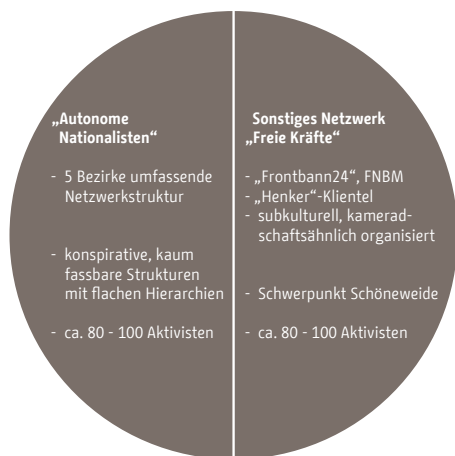 „Autonome
Nationalisten“
- 5 Bezirke umfassende
Netzwerkstruktur
- konspirative, kaum
fassbare Strukturen
mit flachen Hierarchien
- ca. 80 - 100 Aktivisten
Sonstiges Netzwerk
„Freie Kräfte“
- „Frontbann24“, FNBM
- „Henker“-Klientel
- subkulturell, kamerad-
schaftsähnlich organisiert
- Schwerpunkt Schöneweide
- ca. 80 - 100 Aktivisten